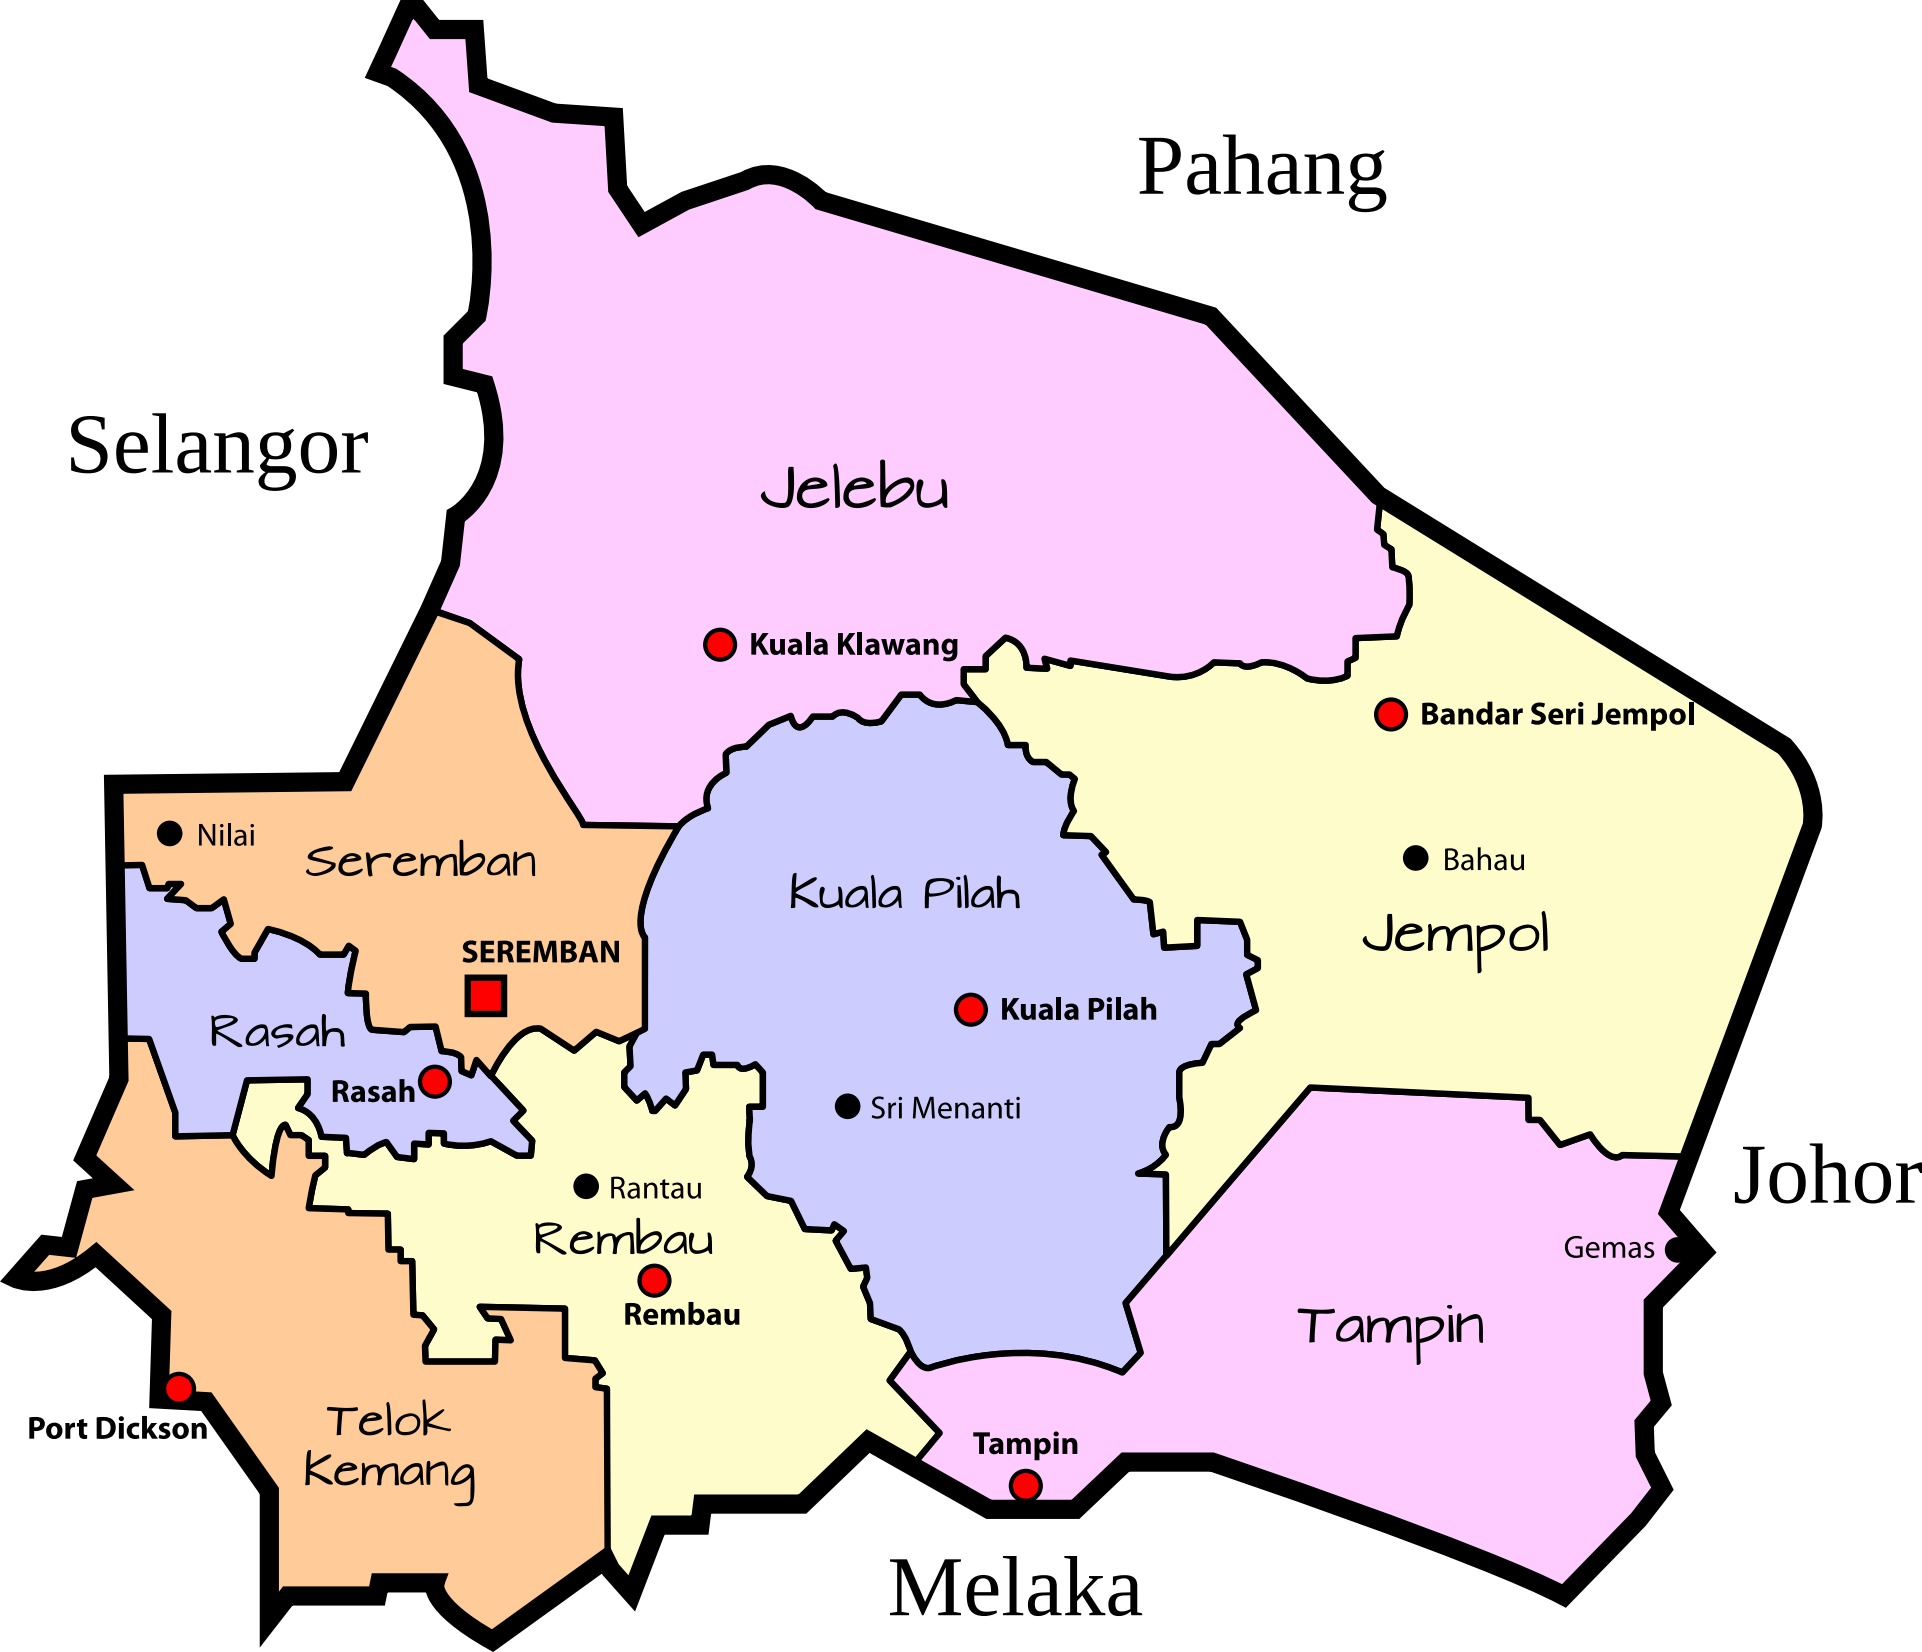 Pahang
Selangor
Jelebu
Kuala Klawang
Bandar Seri Jempol
Nilai
Seremban
Bahau
Kuala Pilah
Jempol
SEREMBAN
Kuala Pilah
Rasah
Rasah
Sri Menanti
Rantau
Johor
Rembau
Gemas
Rembau
Tampin
Port Dickson
Telok
Kemang
Tampin
Melaka